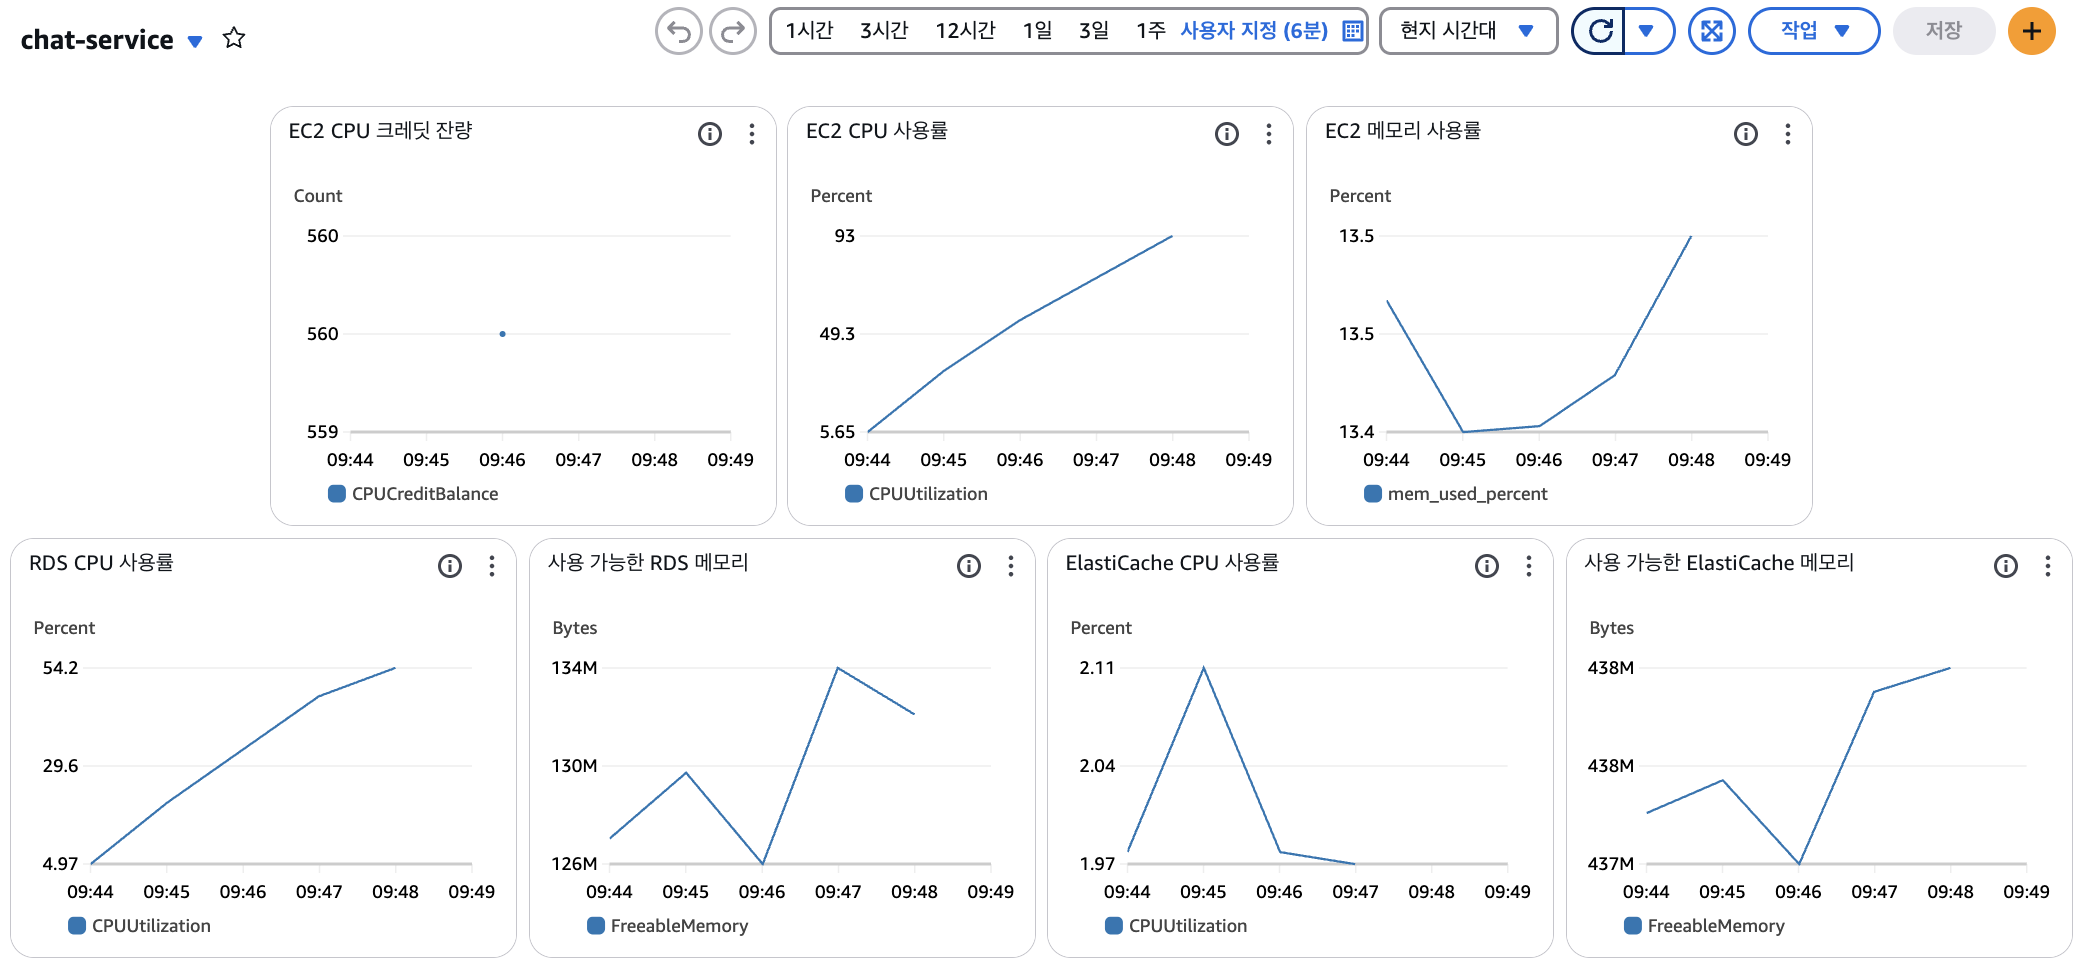 chat-service
1시간 3시간 12시간 1일 3일 1주 사용자 지정 (6분) 현지 시간대 작업 저장
EC2 CPU 크레딧 잔량
Count
560
560
559
09:44 09:45 09:46 09:47 09:48 09:49
CPUCreditBalance
EC2 CPU 사용률
Percent
93
49.3
5.65
09:44 09:45 09:46 09:47 09:48 09:49
CPUUtilization
EC2 메모리 사용률
Percent
13.5
13.5
13.4
09:44 09:45 09:46 09:47 09:48 09:49
mem_used_percent
RDS CPU 사용률
Percent
54.2
29.6
4.97
09:44 09:45 09:46 09:47 09:48 09:49
CPUUtilization
사용 가능한 RDS 메모리
Bytes
134M
130M
126M
09:44 09:45 09:46 09:47 09:48 09:49
FreeableMemory
ElastiCache CPU 사용률
Percent
2.11
2.04
1.97
09:44 09:45 09:46 09:47 09:48 09:49
CPUUtilization
사용 가능한 ElastiCache 메모리
Bytes
438M
438M
437M
09:44 09:45 09:46 09:47 09:48 09:49
FreeableMemory